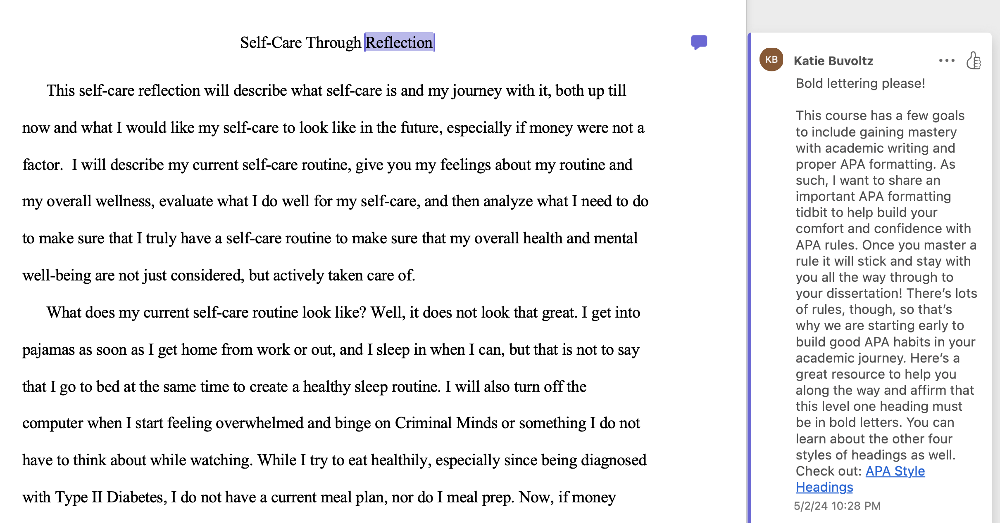 Self-Care Through Reflection
This self-care reflection will describe what self-care is and my journey with it, both up till
now and what I would like my self-care to look like in the future, especially if money were not a
factor.  I will describe my current self-care routine, give you my feelings about my routine and
my overall wellness, evaluate what I do well for my self-care, and then analyze what I need to do
to make sure that I truly have a self-care routine to make sure that my overall health and mental
well-being are not just considered, but actively taken care of.
What does my current self-care routine look like? Well, it does not look that great. I get into
pajamas as soon as I get home from work or out, and I sleep in when I can, but that is not to say
that I go to bed at the same time to create a healthy sleep routine. I will also turn off the
computer when I start feeling overwhelmed and binge on Criminal Minds or something I do not
have to think about while watching. While I try to eat healthily, especially since being diagnosed
with Type II Diabetes, I do not have a current meal plan, nor do I meal prep. Now, if money
KB
Katie Buvoltz
Bold lettering please!
This course has a few goals
to include gaining mastery
with academic writing and
proper APA formatting. As
such, I want to share an
important APA formatting
tidbit to help build your
comfort and confidence with
APA rules. Once you master a
rule it will stick and stay with
you all the way through to
your dissertation! There’s lots
of rules, though, so that’s
why we are starting early to
build good APA habits in your
academic journey. Here’s a
great resource to help you
along the way and affirm that
this level one heading must
be in bold letters. You can
learn about the other four
styles of headings as well.
Check out: APA Style
Headings
5/2/24 10:28 PM